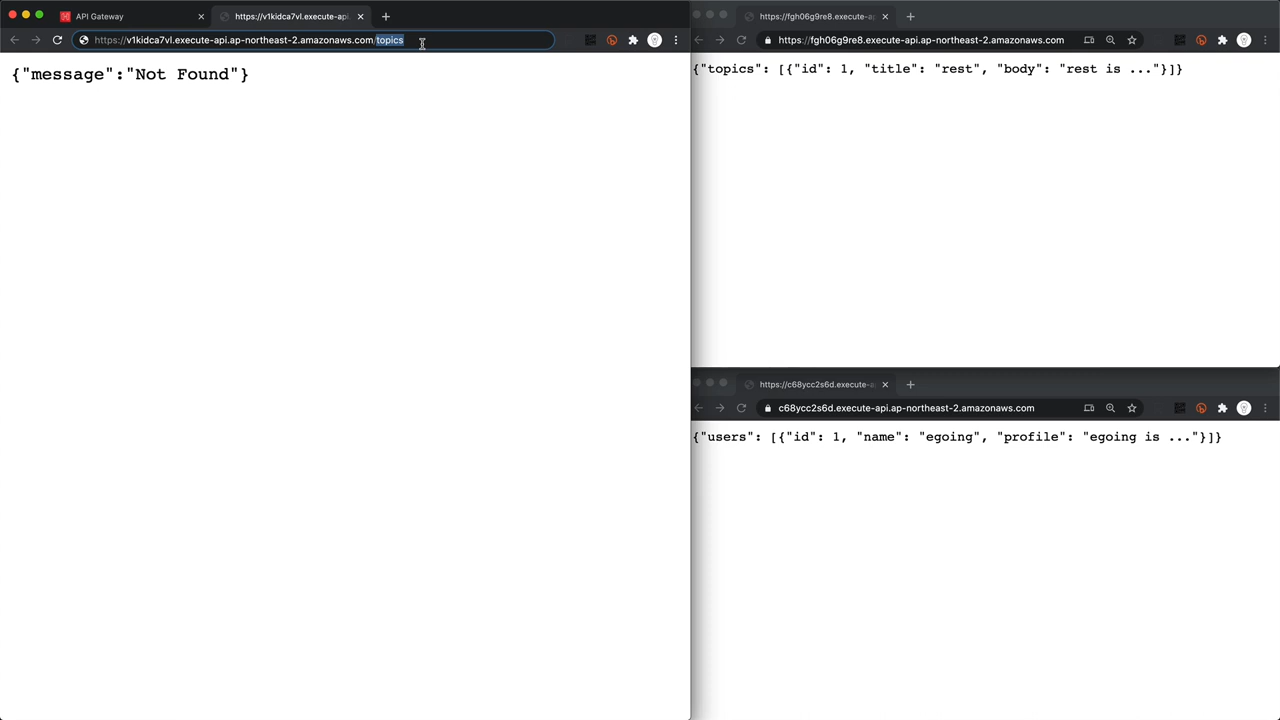 API Gateway
https://v1kidca7vl.execute-api.
https://v1kidca7vl.execute-api.ap-northeast-2.amazonaws.com/topics
{"message":"Not Found"}
https://fgh06g9re8.execute-a
https://fgh06g9re8.execute-api.ap-northeast-2.amazonaws.com
{"topics": [{"id": 1, "title": "rest", "body": "rest is ..."}]}
https://c68ycc2s6d.execute-a
c68ycc2s6d.execute-api.ap-northeast-2.amazonaws.com
{"users": [{"id": 1, "name": "egoing", "profile": "egoing is ..."}]}